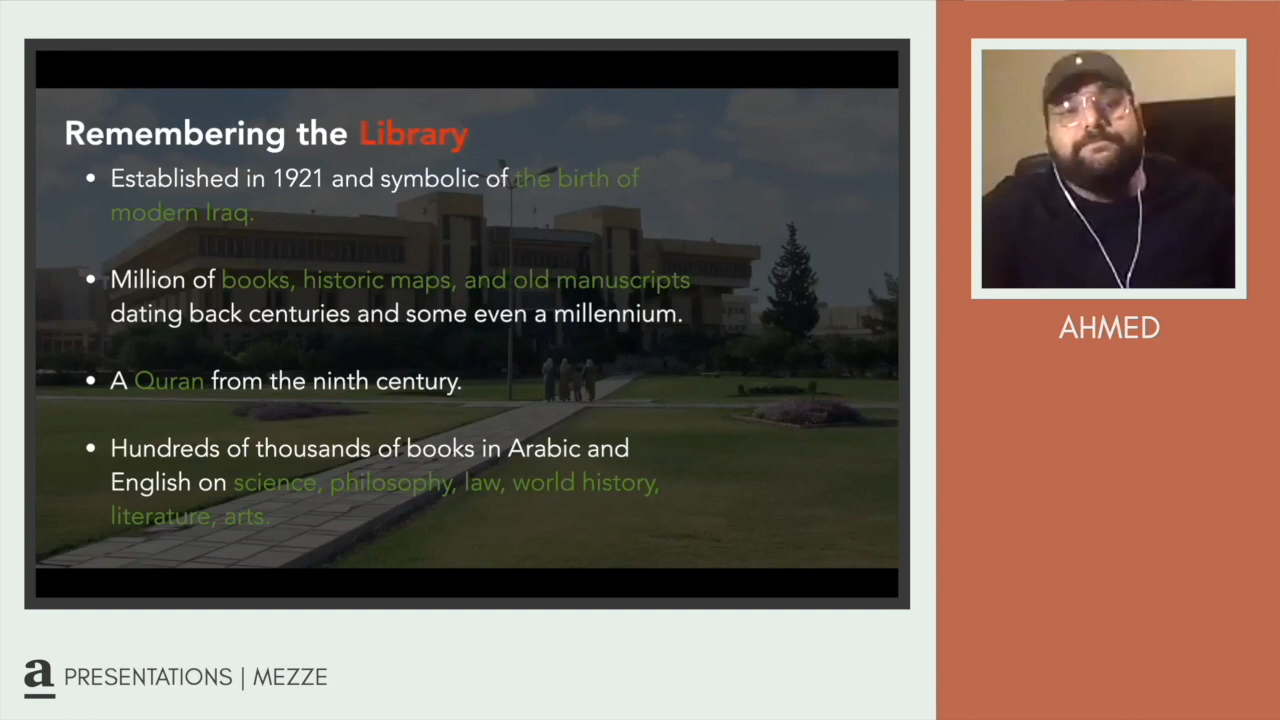 Remembering the Library
• Established in 1921 and symbolic of the birth of
modern Iraq.
• Million of books, historic maps, and old manuscripts
dating back centuries and some even a millennium.
• A Quran from the ninth century.
• Hundreds of thousands of books in Arabic and
English on science, philosophy, law, world history,
literature, arts.
AHMED
a PRESENTATIONS | MEZZE